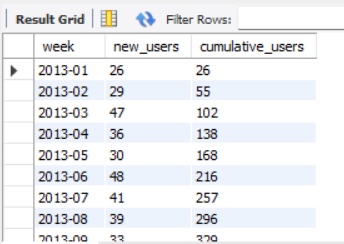 Result Grid Filter Rows:
week new_users cumulative_users
2013-01 26 26
2013-02 29 55
2013-03 47 102
2013-04 36 138
2013-05 30 168
2013-06 48 216
2013-07 41 257
2013-08 39 296
2013-09 33 329